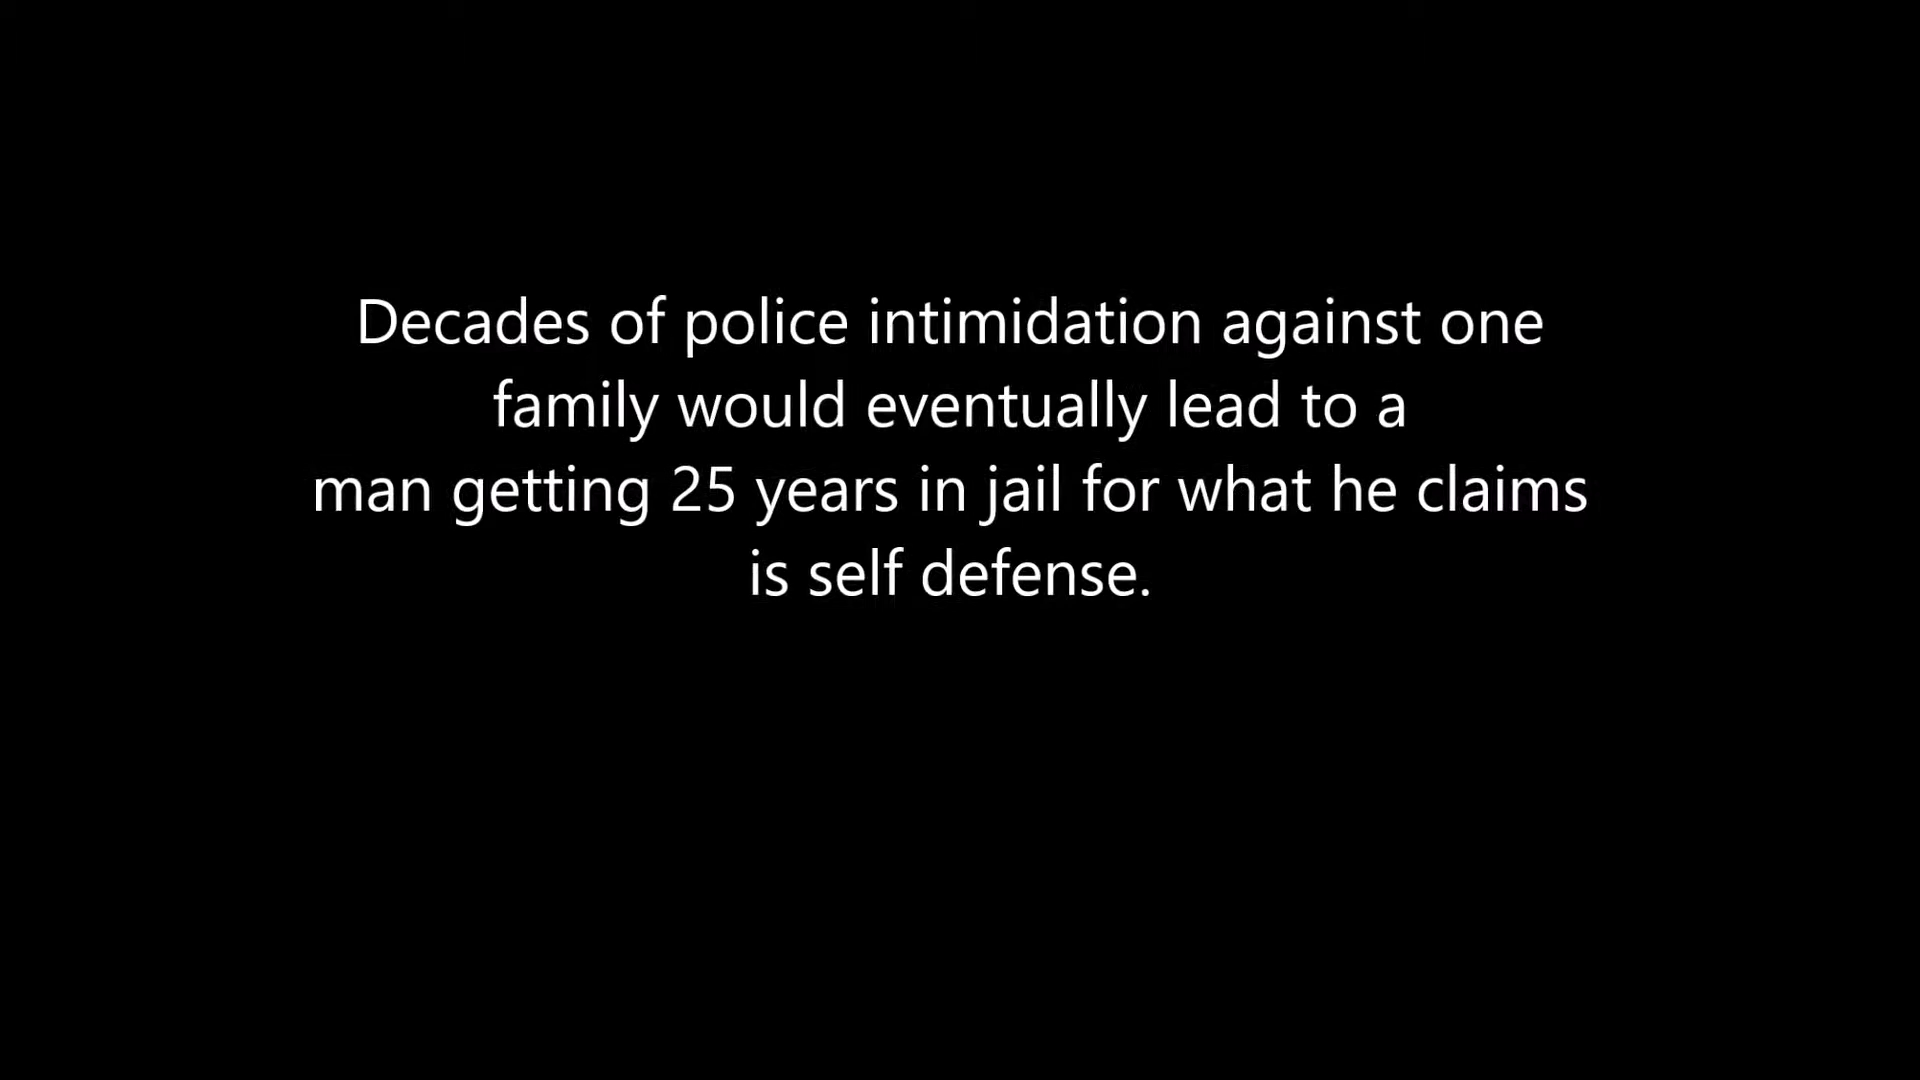 Decades of police intimidation against one
family would eventually lead to a
man getting 25 years in jail for what he claims
is self defense.